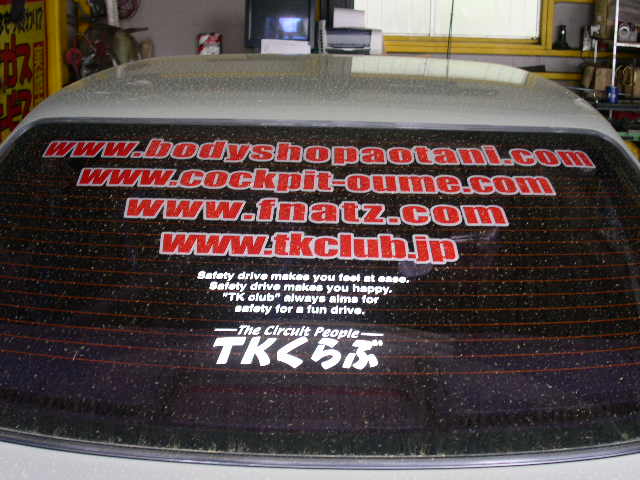 www.bodyshopaotani.com
www.cockpit-oume.com
www.fnatz.com
www.tkclub.jp
Safety drive makes you feel at ease.
Safety drive makes you happy.
"TK club" always aims for
safety for a fun drive.
The Circuit People
TKくらぶ